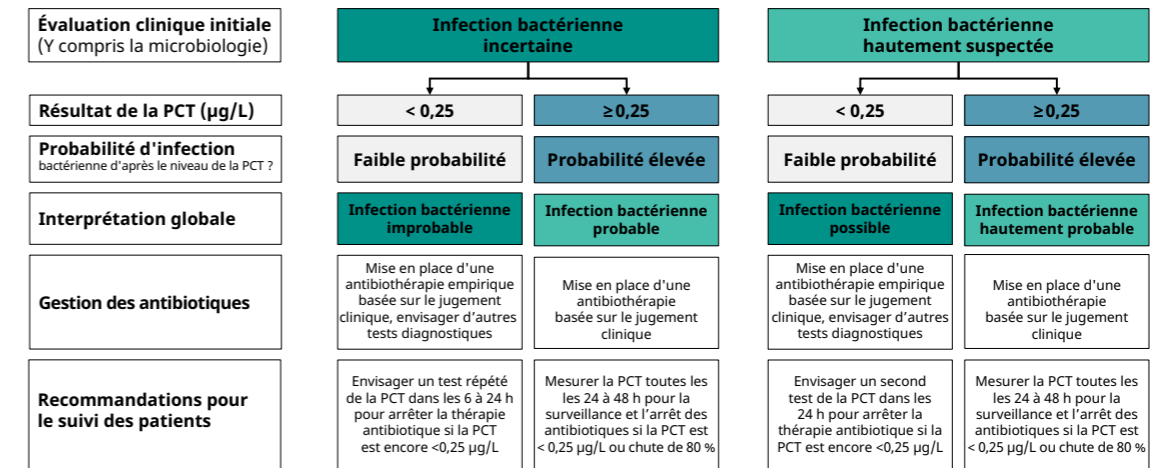 Évaluation clinique initiale
(Y compris la microbiologie)
Infection bactérienne
incertaine
Infection bactérienne
hautement suspectée
Résultat de la PCT (µg/L)
< 0,25
≥ 0,25
< 0,25
≥ 0,25
Probabilité d'infection
bactérienne d'après le niveau de la PCT ?
Faible probabilité
Probabilité élevée
Faible probabilité
Probabilité élevée
Interprétation globale
Infection bactérienne
improbable
Infection bactérienne
probable
Infection bactérienne
possible
Infection bactérienne
hautement probable
Gestion des antibiotiques
Mise en place d'une
antibiothérapie empirique
basée sur le jugement
clinique, envisager d'autres
tests diagnostiques
Mise en place d'une
antibiothérapie
basée sur le jugement
clinique
Mise en place d'une
antibiothérapie empirique
basée sur le jugement
clinique, envisager d'autres
tests diagnostiques
Mise en place d'une
antibiothérapie
basée sur le jugement
clinique
Recommandations pour
le suivi des patients
Envisager un test répété
de la PCT dans les 6 à 24 h
pour arrêter la thérapie
antibiotique si la PCT
est encore <0,25 µg/L
Mesurer la PCT toutes les
les 24 à 48 h pour la
surveillance et l'arrêt des
antibiotiques si la PCT est
< 0,25 µg/L ou chute de 80 %
Envisager un second
test de la PCT dans les
24 h pour arrêter la
thérapie antibiotique si la
PCT est encore <0,25 µg/L
Mesurer la PCT toutes les
les 24 à 48 h pour la
surveillance et l'arrêt des
antibiotiques si la PCT est
< 0,25 µg/L ou chute de 80 %